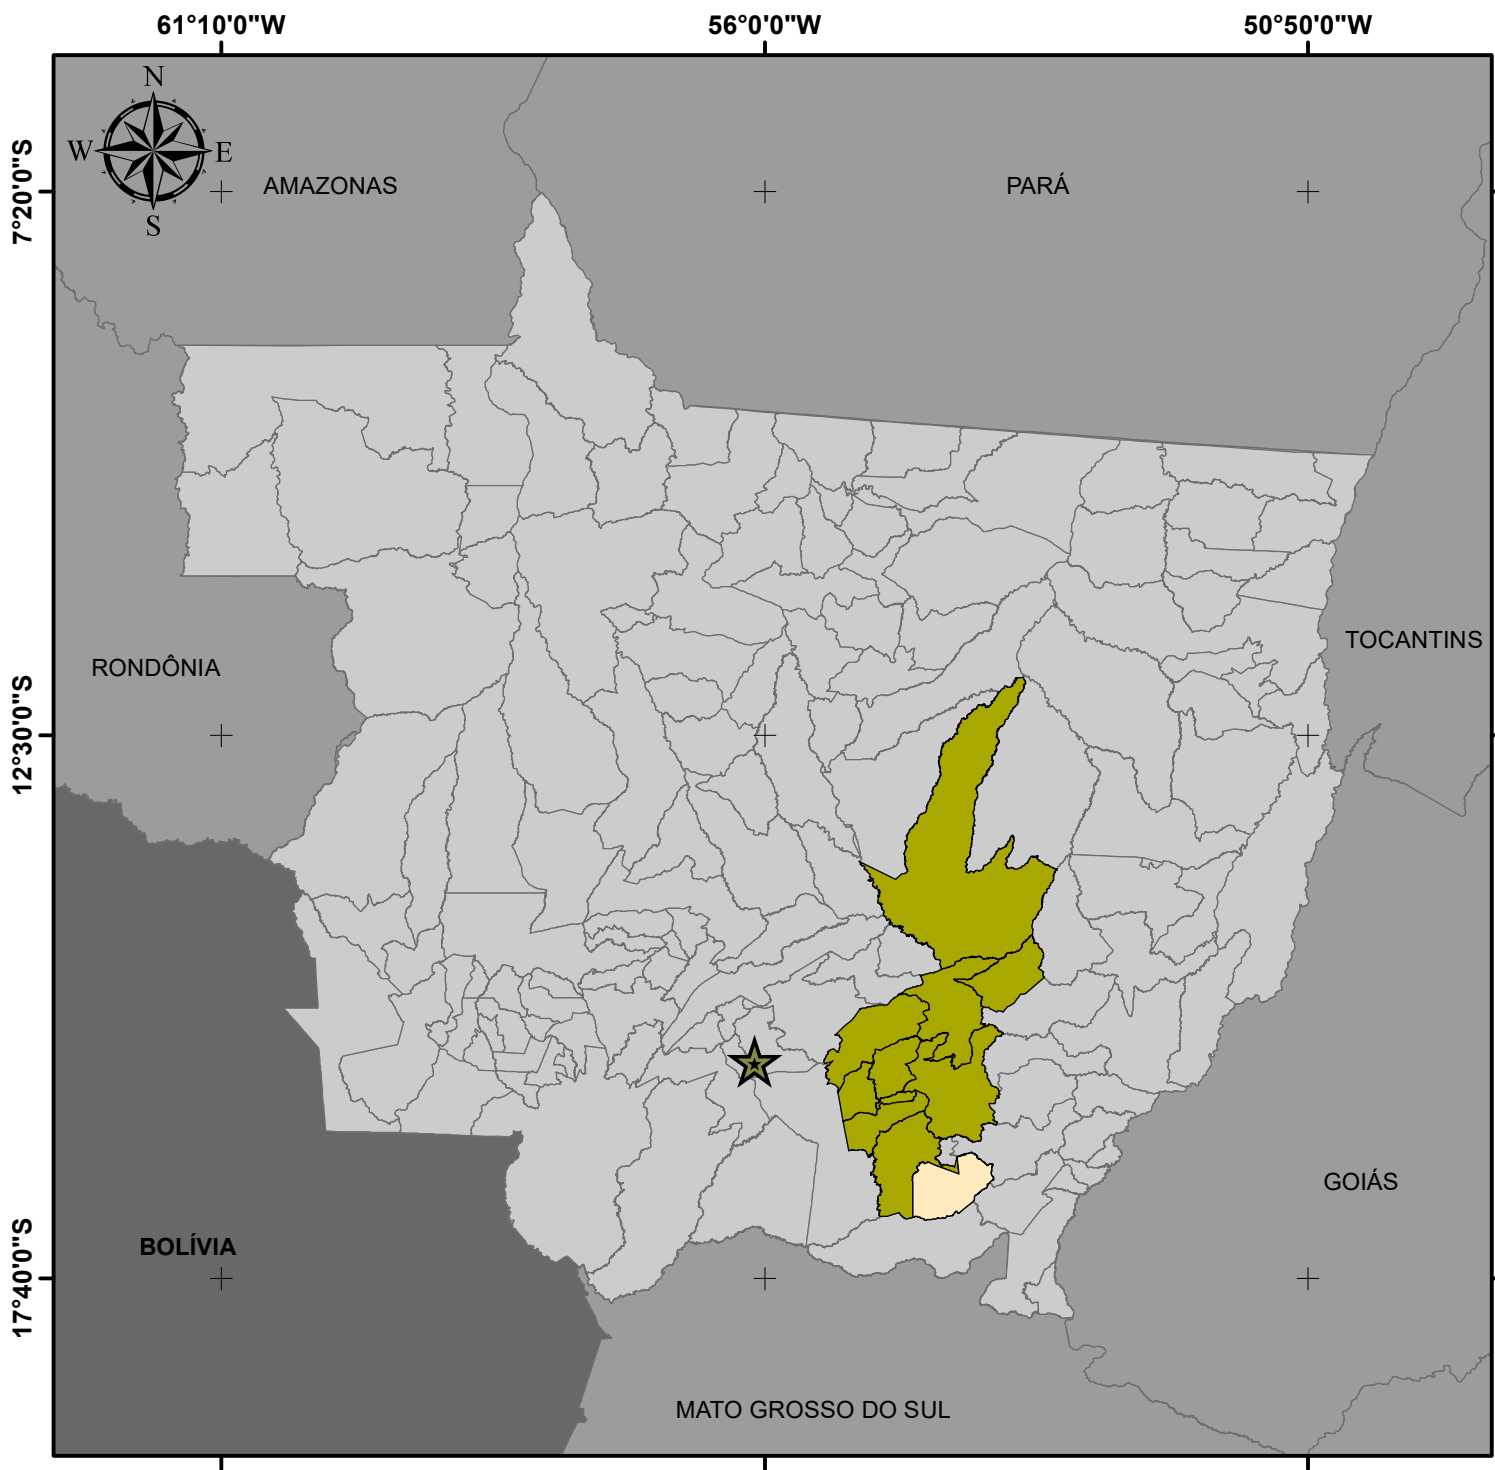 61°10'0"W
56°0'0"W
50°50'0"W
N
W
E
S
7°20'0"S
12°30'0"S
17°40'0"S
AMAZONAS
PARÁ
TOCANTINS
RONDÔNIA
GOIÁS
BOLÍVIA
MATO GROSSO DO SUL